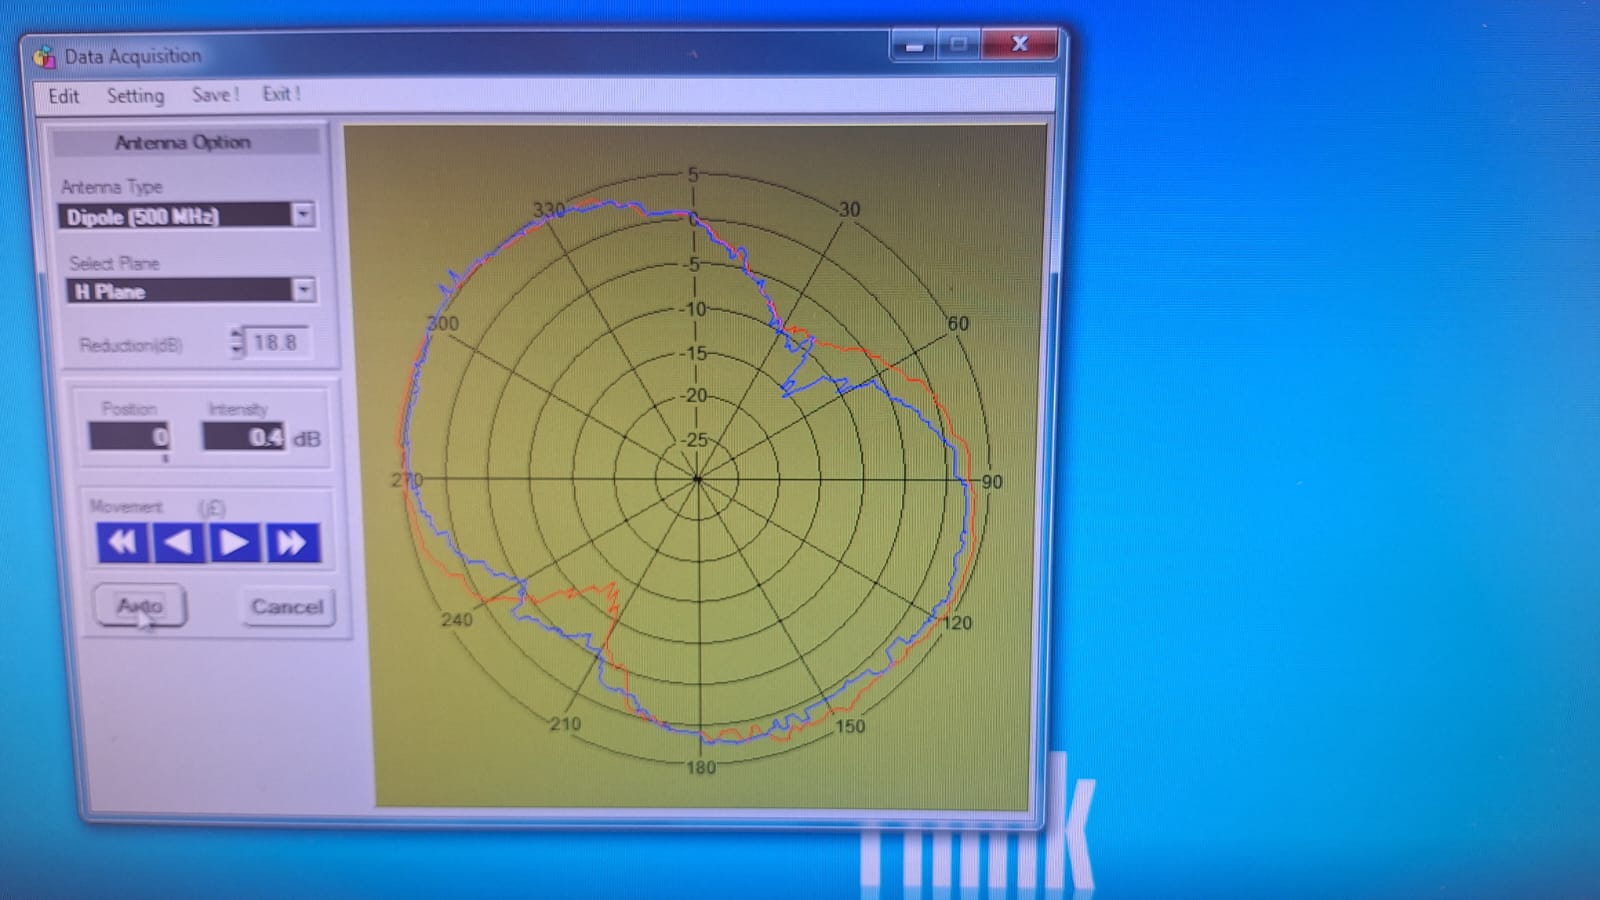 Data Acquisition
Edit Setting Save! Exit!
Antenna Option
Antenna Type
Dipole (500 MHz)
Select Plane
H Plane
Reduction(dB) 18.8
Position Intensity
0 0.4 dB
Movement (jE)
Auto Cancel
5
0
-5
-10
-15
-20
-25
30
60
90
120
150
180
210
240
270
300
330